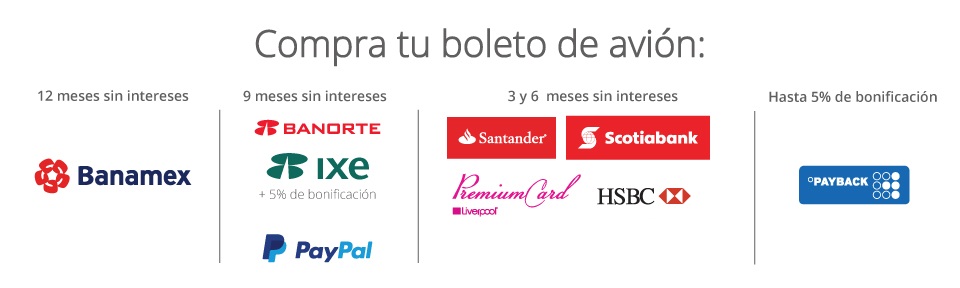 Compra tu boleto de avión:
12 meses sin intereses
Banamex
9 meses sin intereses
BANORTE
IXE
+ 5% de bonificación
PayPal
3 y 6 meses sin intereses
Santander
Scotiabank
PremiumCard
Liverpool
HSBC
Hasta 5% de bonificación
PAYBACK